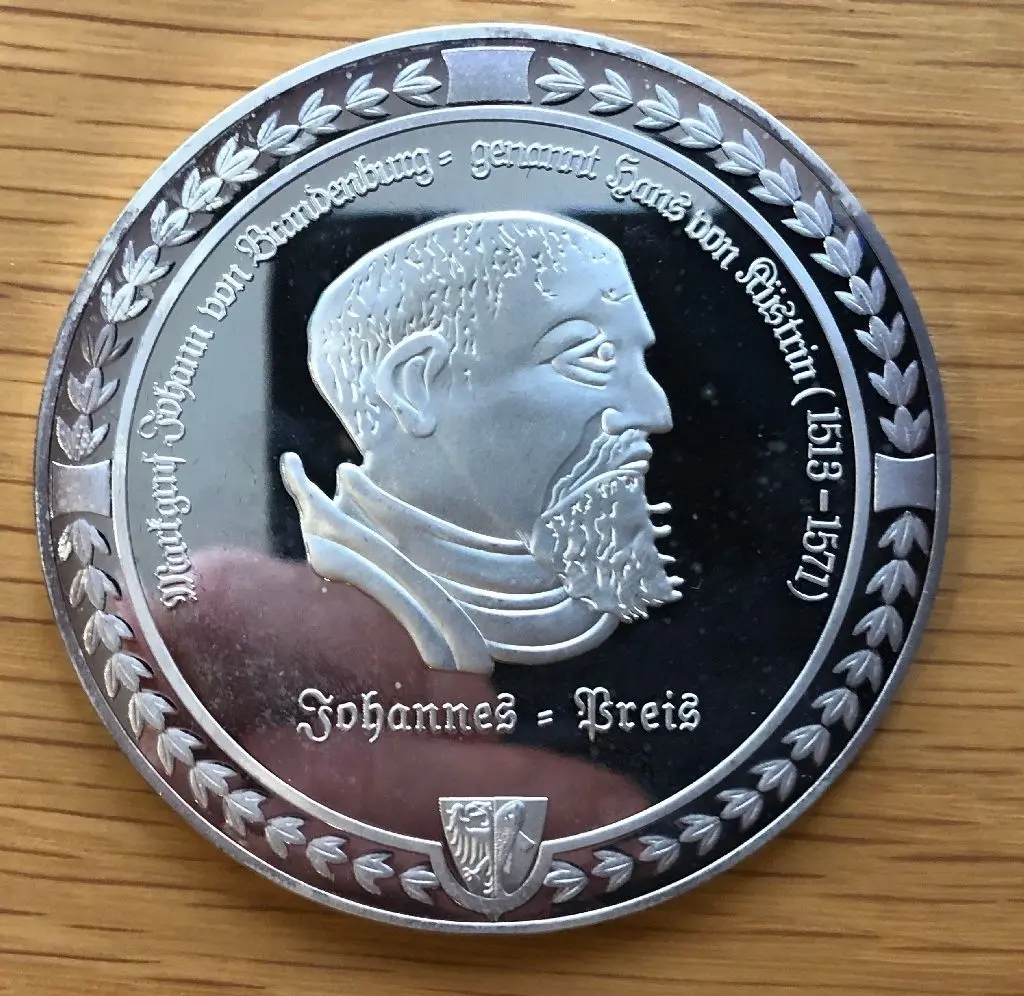 Markgraf Johann von Brandenburg = genannt Hans von Küstrin (1513-1571)
Johannes = Preis